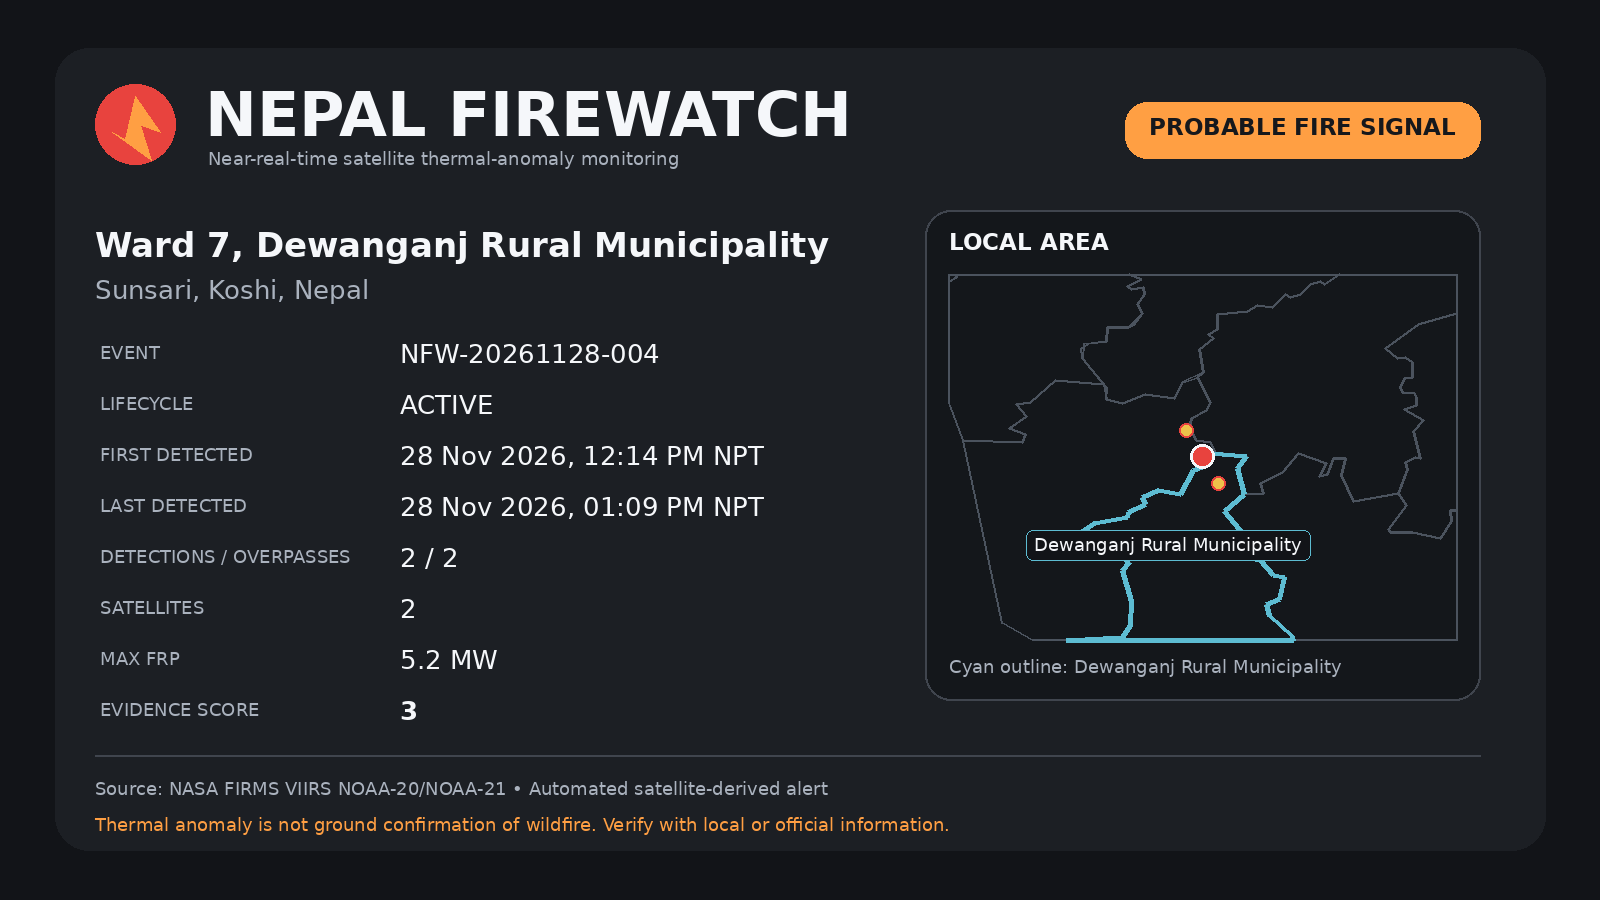 NEPAL FIREWATCH
Near-real-time satellite thermal-anomaly monitoring
PROBABLE FIRE SIGNAL
Ward 7, Dewanganj Rural Municipality
Sunsari, Koshi, Nepal
EVENT NFW-20261128-004
LIFECYCLE ACTIVE
FIRST DETECTED 28 Nov 2026, 12:14 PM NPT
LAST DETECTED 28 Nov 2026, 01:09 PM NPT
DETECTIONS / OVERPASSES 2 / 2
SATELLITES 2
MAX FRP 5.2 MW
EVIDENCE SCORE 3
LOCAL AREA
Dewanganj Rural Municipality
Cyan outline: Dewanganj Rural Municipality
Source: NASA FIRMS VIIRS NOAA-20/NOAA-21 • Automated satellite-derived alert
Thermal anomaly is not ground confirmation of wildfire. Verify with local or official information.